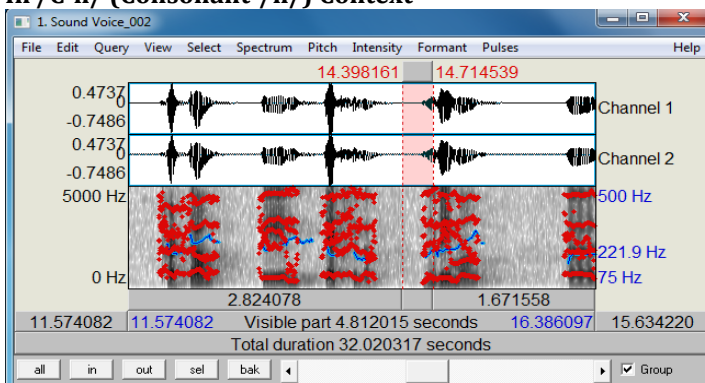 in /C-h/ (Consonant-/h/) Context
1. Sound Voice_002
File Edit Query View Select Spectrum Pitch Intensity Formant Pulses Help
14.398161 14.714539
0.4737
0
-0.7486
Channel 1
0.4737
0
-0.7486
Channel 2
5000 Hz 500 Hz
221.9 Hz
0 Hz 75 Hz
2.824078 1.671558
11.574082 11.574082 Visible part 4.812015 seconds 16.386097 15.634220
Total duration 32.020317 seconds
all in out sel bak Group